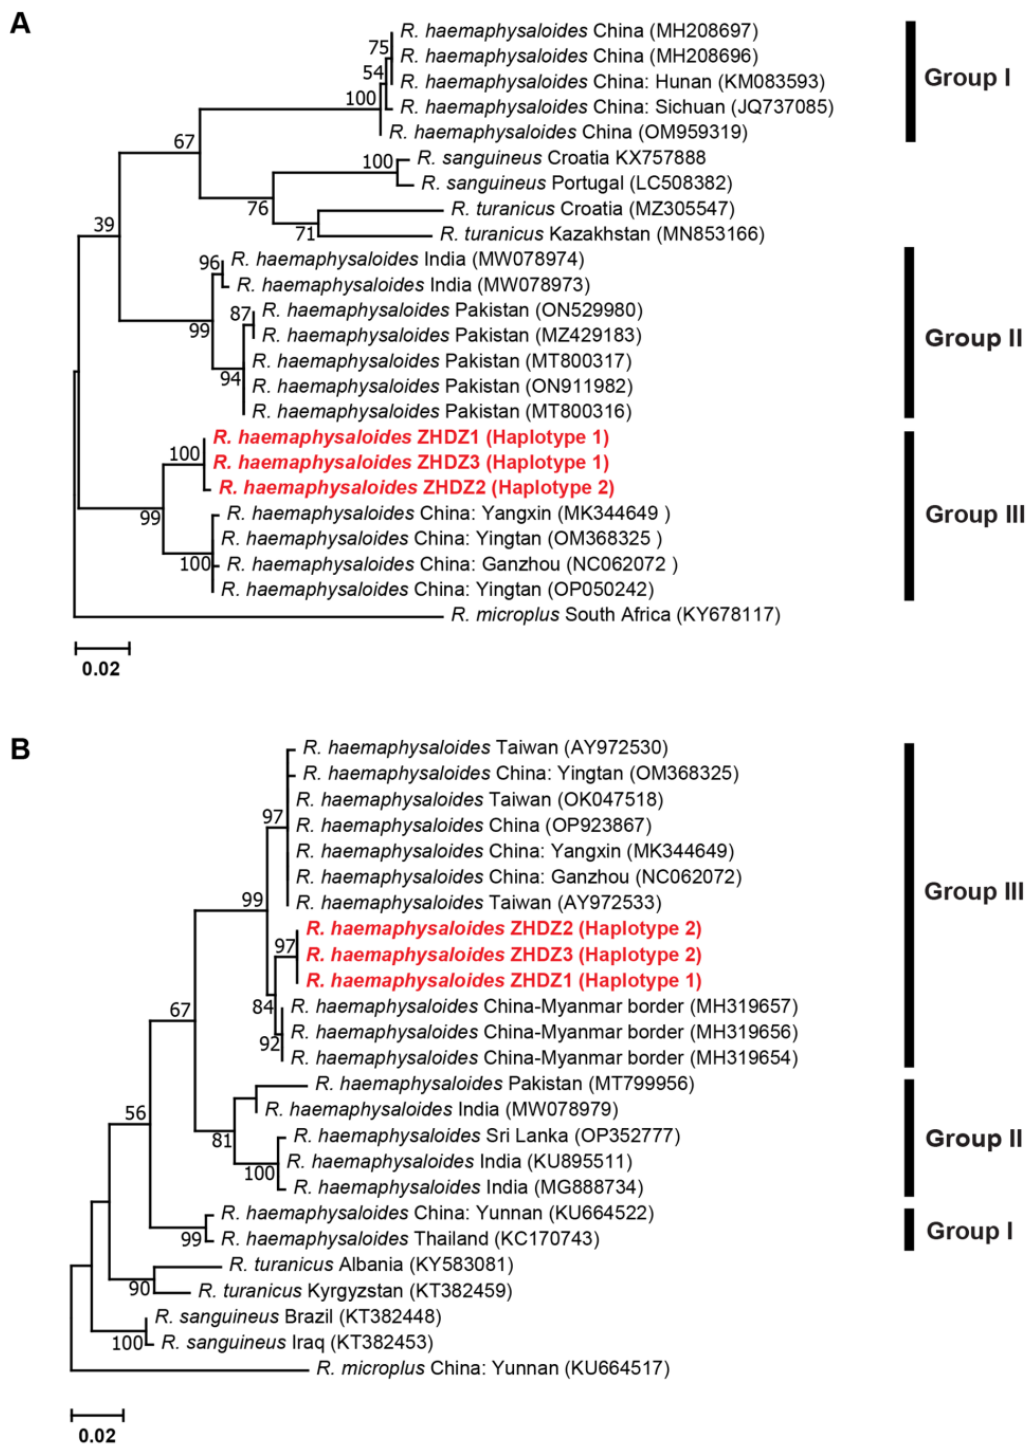 A
R. haemaphysaloides China (MH208697)
75
R. haemaphysaloides China (MH208696)
54
R. haemaphysaloides China: Hunan (KM083593)
Group I
100
R. haemaphysaloides China: Sichuan (JQ737085)
R. haemaphysaloides China (OM959319)
67
R. sanguineus Croatia KX757888
100
R. sanguineus Portugal (LC508382)
76
R. turanicus Croatia (MZ305547)
71
R. turanicus Kazakhstan (MN853166)
39
R. haemaphysaloides India (MW078974)
96
R. haemaphysaloides India (MW078973)
R. haemaphysaloides Pakistan (ON529980)
87
99
R. haemaphysaloides Pakistan (MZ429183)
Group II
R. haemaphysaloides Pakistan (MT800317)
94
R. haemaphysaloides Pakistan (ON911982)
R. haemaphysaloides Pakistan (MT800316)
R. haemaphysaloides ZHDZ1 (Haplotype 1)
100
R. haemaphysaloides ZHDZ3 (Haplotype 1)
R. haemaphysaloides ZHDZ2 (Haplotype 2)
99
R. haemaphysaloides China: Yangxin (MK344649 )
Group III
R. haemaphysaloides China: Yingtan (OM368325 )
100
R. haemaphysaloides China: Ganzhou (NC062072 )
R. haemaphysaloides China: Yingtan (OP050242)
R. microplus South Africa (KY678117)
0.02
B
R. haemaphysaloides Taiwan (AY972530)
R. haemaphysaloides China: Yingtan (OM368325)
R. haemaphysaloides Taiwan (OK047518)
97
R. haemaphysaloides China (OP923867)
R. haemaphysaloides China: Yangxin (MK344649)
R. haemaphysaloides China: Ganzhou (NC062072)
Group III
99
R. haemaphysaloides Taiwan (AY972533)
R. haemaphysaloides ZHDZ2 (Haplotype 2)
97
R. haemaphysaloides ZHDZ3 (Haplotype 2)
R. haemaphysaloides ZHDZ1 (Haplotype 1)
84
R. haemaphysaloides China-Myanmar border (MH319657)
67
R. haemaphysaloides China-Myanmar border (MH319656)
92
R. haemaphysaloides China-Myanmar border (MH319654)
R. haemaphysaloides Pakistan (MT799956)
R. haemaphysaloides India (MW078979)
56
81
R. haemaphysaloides Sri Lanka (OP352777)
Group II
R. haemaphysaloides India (KU895511)
100
R. haemaphysaloides India (MG888734)
R. haemaphysaloides China: Yunnan (KU664522)
Group I
99
R. haemaphysaloides Thailand (KC170743)
R. turanicus Albania (KY583081)
90
R. turanicus Kyrgyzstan (KT382459)
R. sanguineus Brazil (KT382448)
100
R. sanguineus Iraq (KT382453)
R. microplus China: Yunnan (KU664517)
0.02